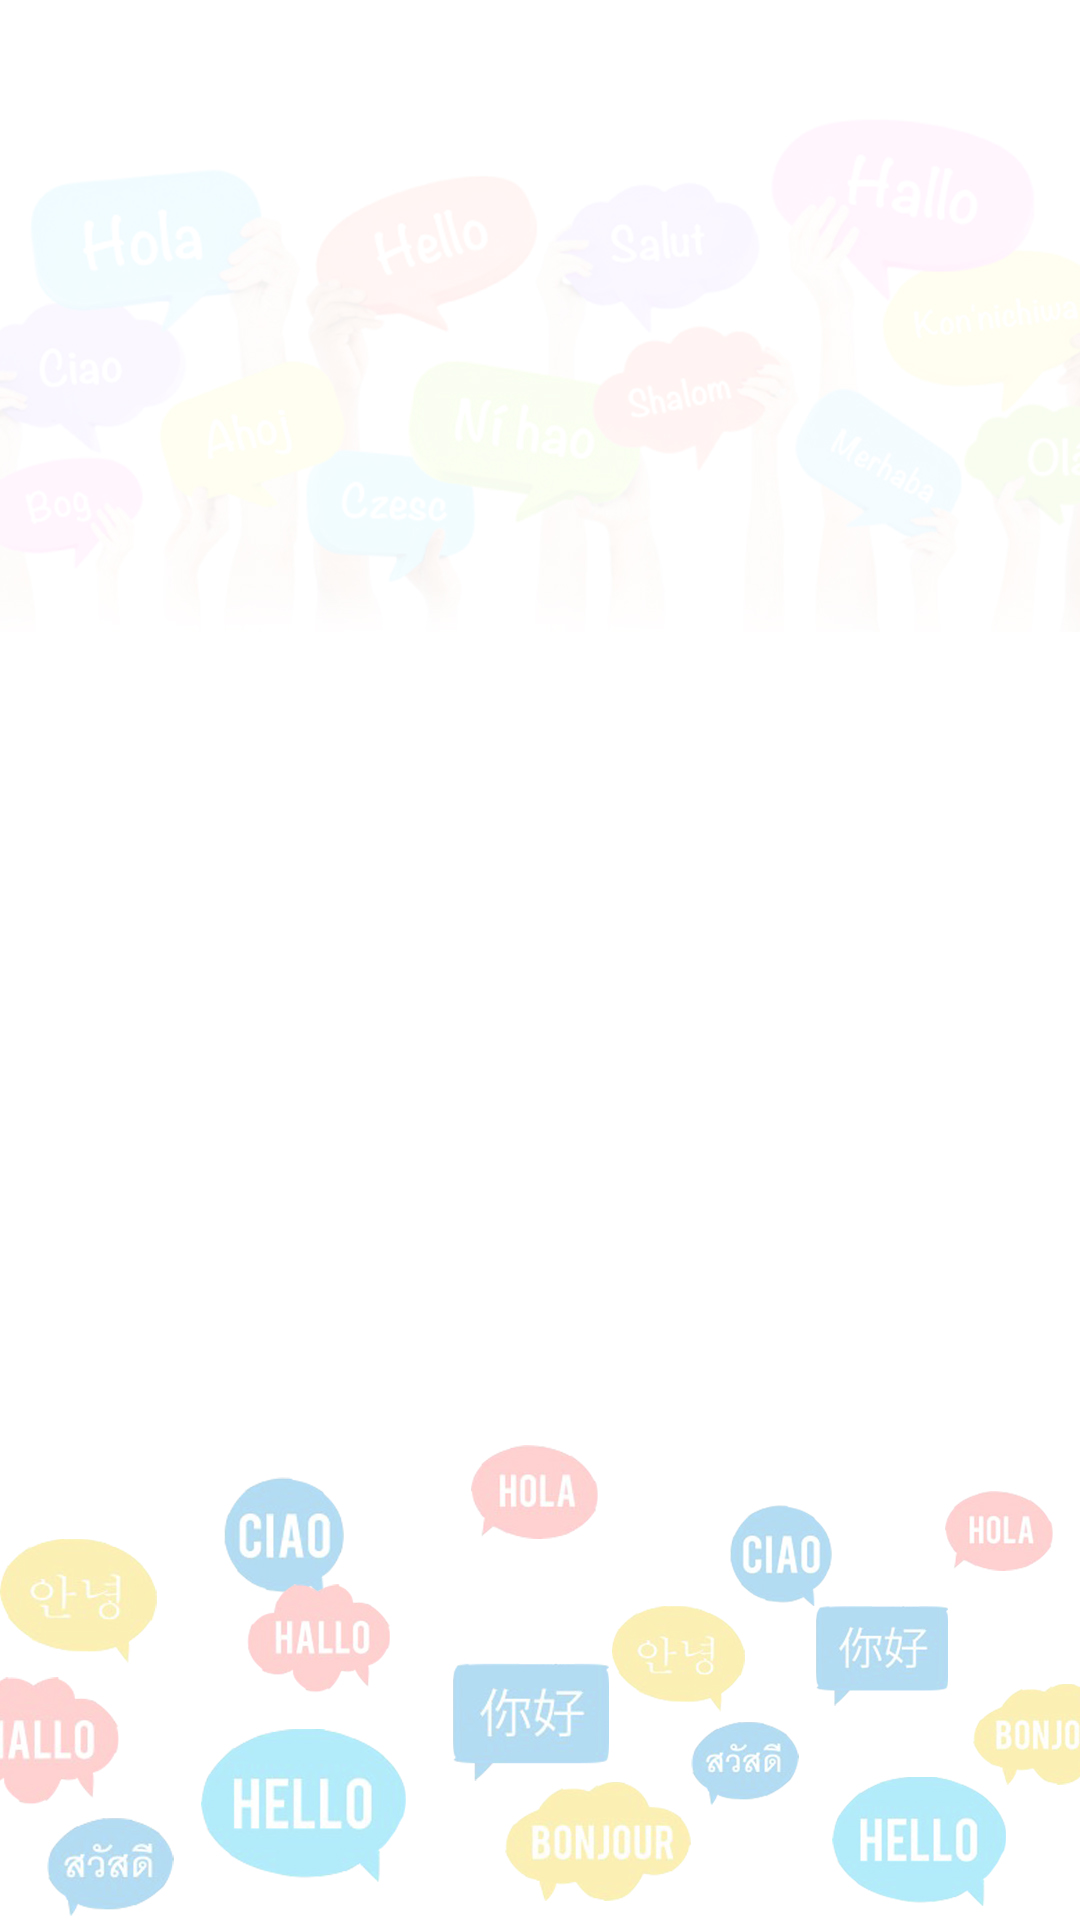 Hallo
Hola
Hello
Salut
Kon'nichiwa
Ciao
Shalom
Ahoj
Ni hao
Merhaba
Ola
Bog
Czesc
HOLA
CIAO
HOLA
CIAO
안녕
HALLO
안녕
你好
你好
HALLO
BONJO
สวัสดี
HELLO
BONJOUR
HELLO
สวัสดี